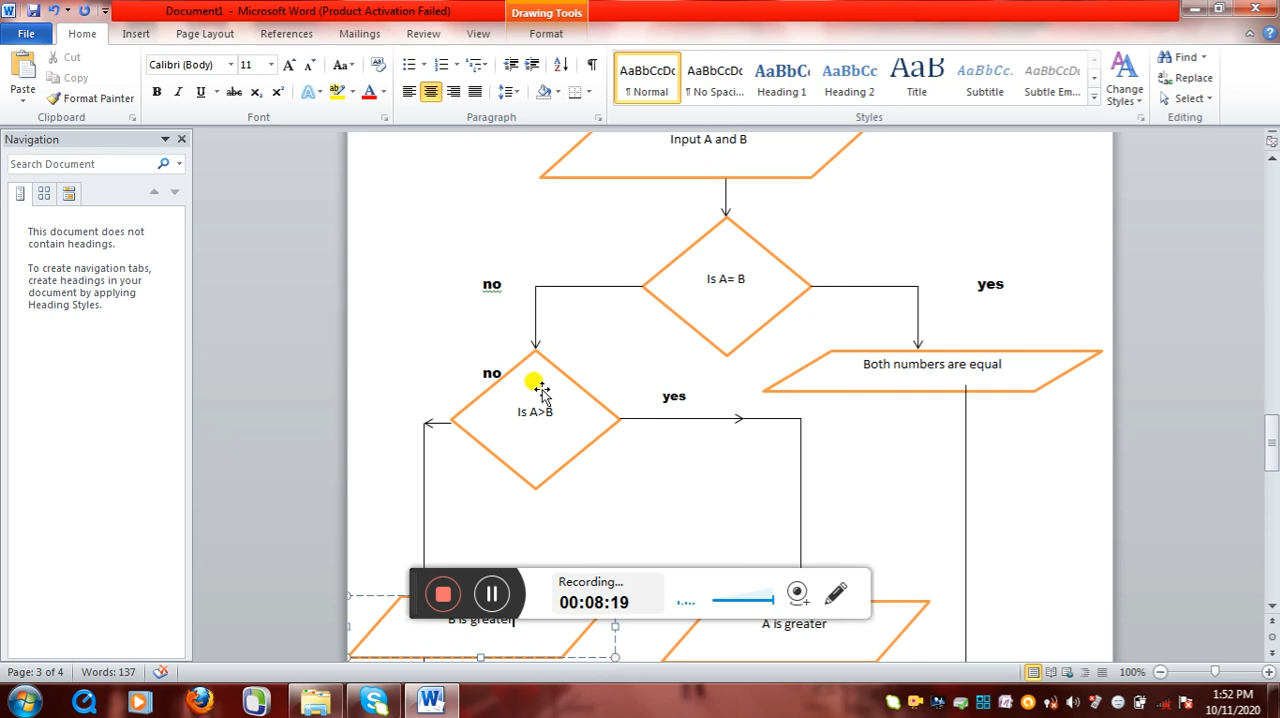 Document1 - Microsoft Word (Product Activation Failed)
Drawing Tools
File
Home
Insert
Page Layout
References
Mailings
Review
View
Format
Paste
Cut
Copy
Format Painter
Clipboard
Calibri (Body)
11
Font
Paragraph
AaBbCcDc
¶ Normal
AaBbCcDc
¶ No Spaci...
AaBbC
Heading 1
AaBbCc
Heading 2
AaB
Title
AaBbCc.
Subtitle
AaBbCcDc
Subtle Em...
Change
Styles
Styles
Find
Replace
Select
Editing
Navigation
Search Document
This document does not
contain headings.
To create navigation tabs,
create headings in your
document by applying
Heading Styles.
Input A and B
Is A= B
no
yes
Both numbers are equal
no
Is A>B
yes
Recording...
00:08:19
B is greater
A is greater
Page: 3 of 4
Words: 137
100%
1:52 PM
10/11/2020